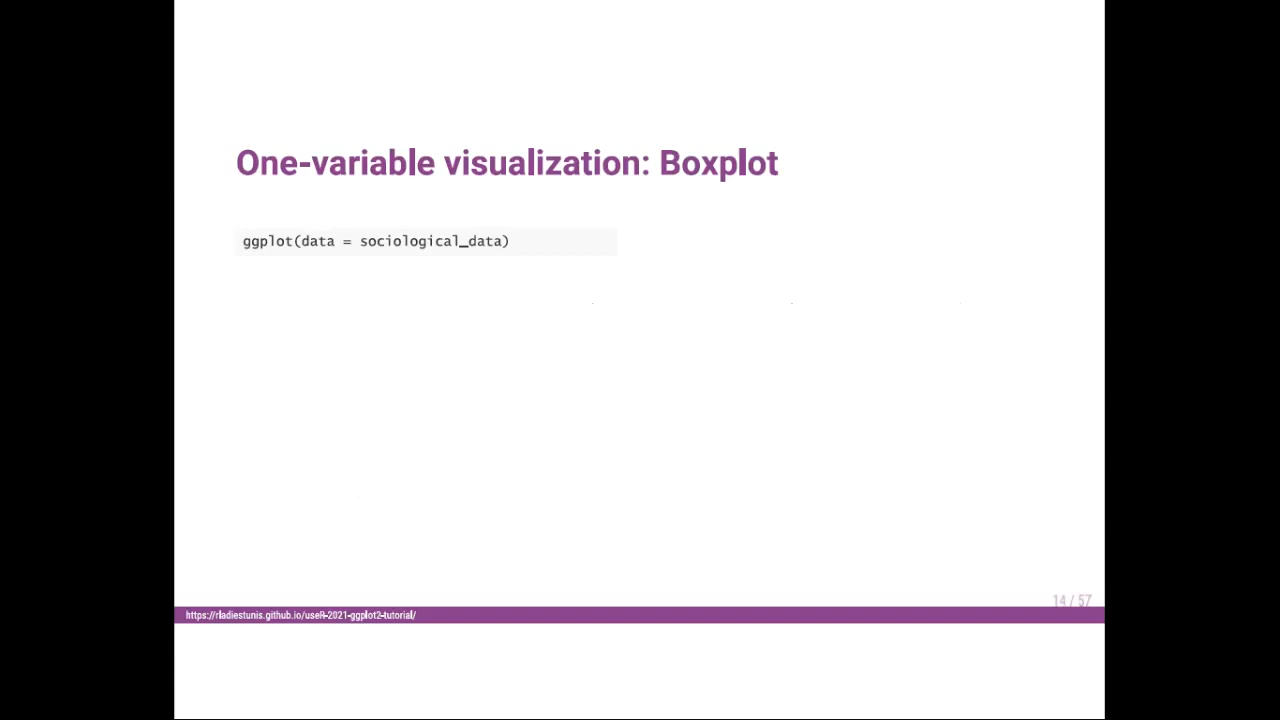 One-variable visualization: Boxplot
ggplot(data = sociological_data)
14 / 57
https://rladiestunis.github.io/useR-2021-ggplot2-tutorial/